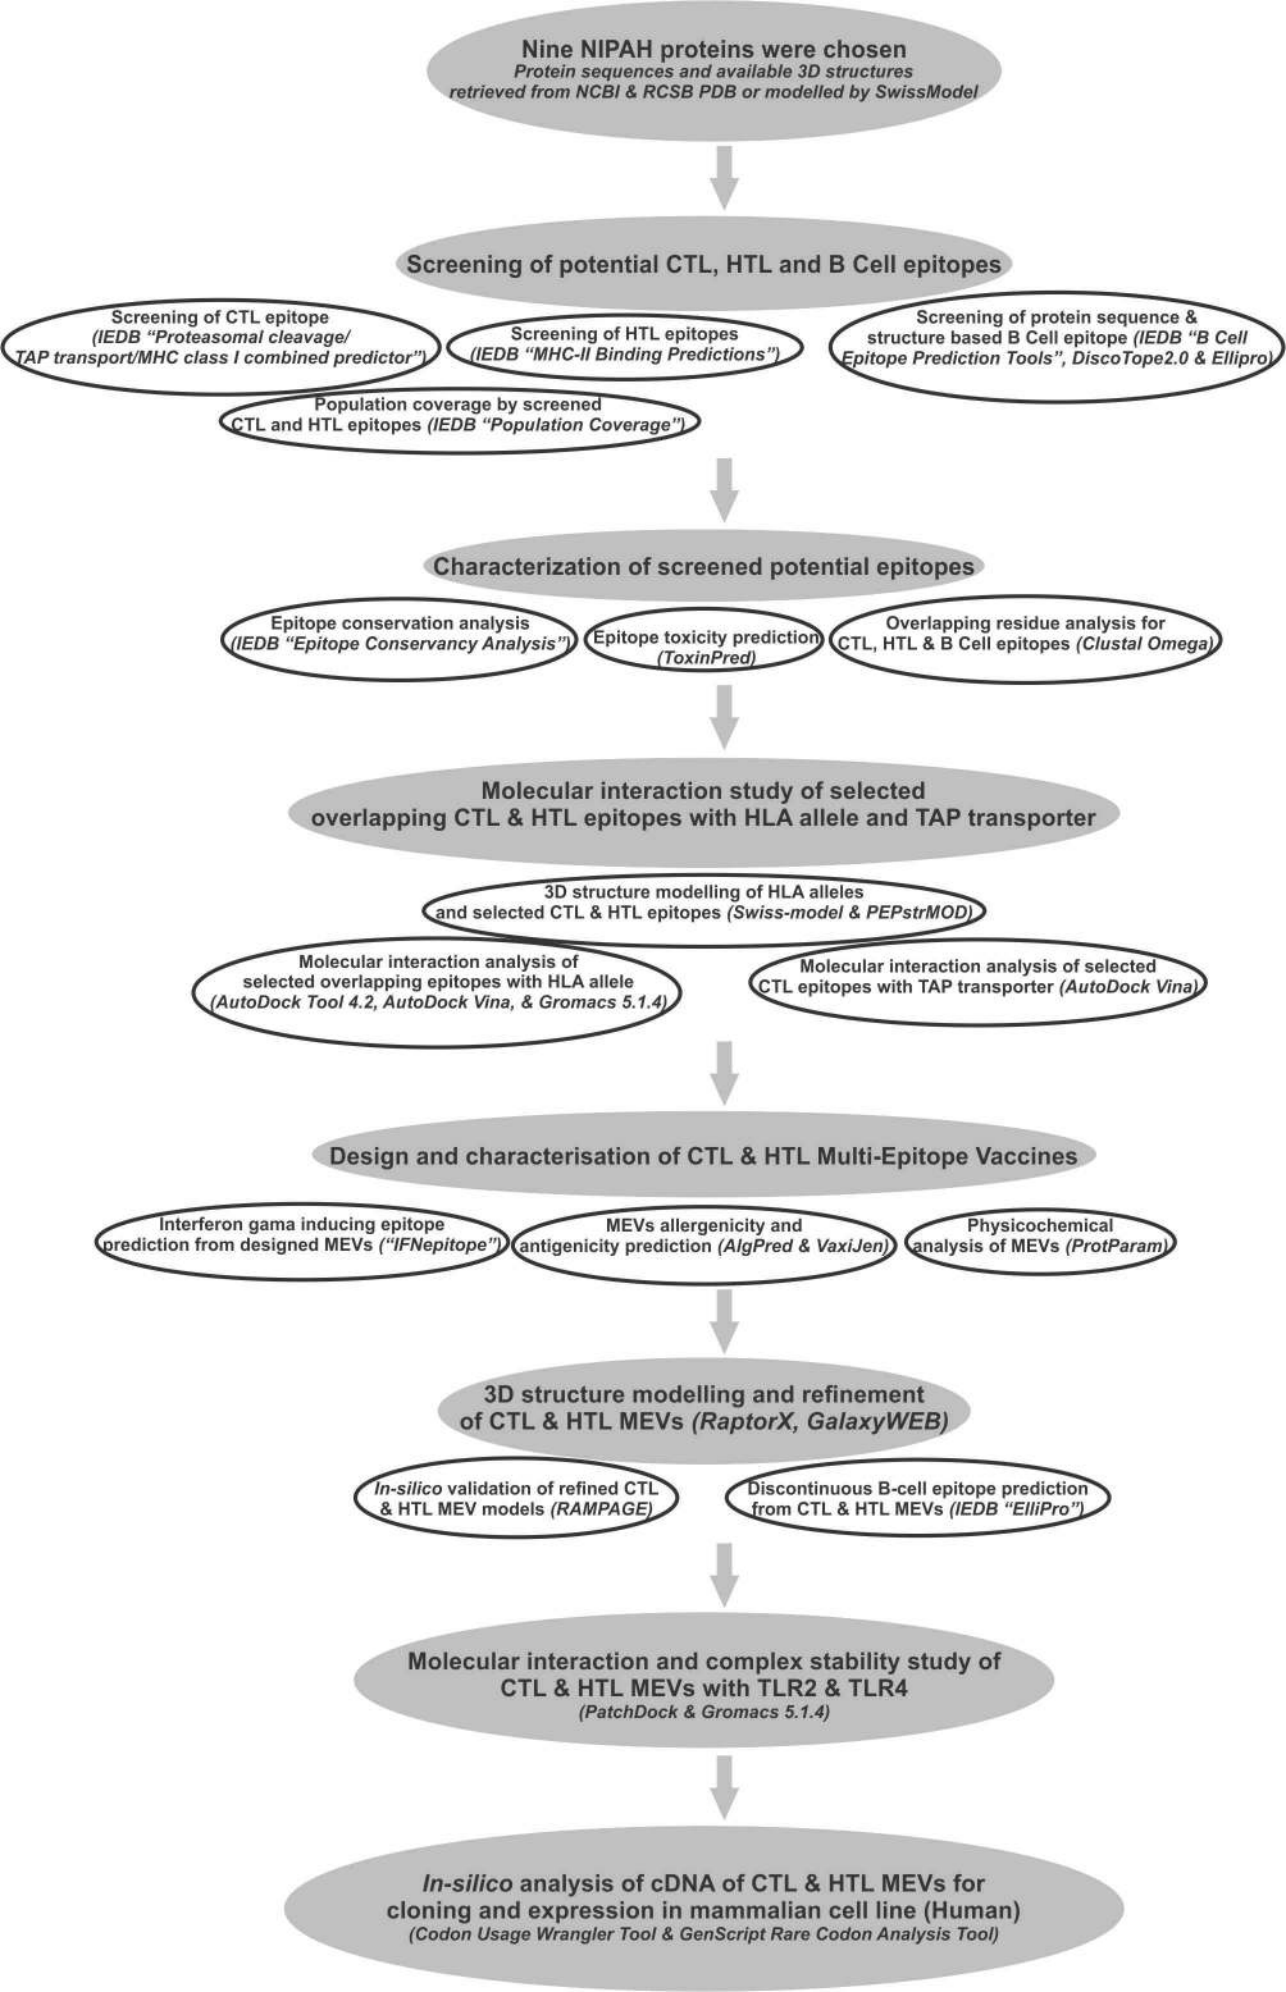 Nine NIPAH proteins were chosen
Protein sequences and available 3D structures
retrieved from NCBI & RCSB PDB or modelled by SwissModel
Screening of potential CTL, HTL and B Cell epitopes
Screening of CTL epitope
(IEDB “Proteasomal cleavage/
TAP transport/MHC class I combined predictor”)
Screening of HTL epitopes
(IEDB “MHC-II Binding Predictions”)
Screening of protein sequence &
structure based B Cell epitope (IEDB “B Cell
Epitope Prediction Tools”, DiscoTope2.0 & Ellipro)
Population coverage by screened
CTL and HTL epitopes (IEDB “Population Coverage”)
Characterization of screened potential epitopes
Epitope conservation analysis
(IEDB “Epitope Conservancy Analysis”)
Epitope toxicity prediction
(ToxinPred)
Overlapping residue analysis for
CTL, HTL & B Cell epitopes (Clustal Omega)
Molecular interaction study of selected
overlapping CTL & HTL epitopes with HLA allele and TAP transporter
3D structure modelling of HLA alleles
and selected CTL & HTL epitopes (Swiss-model & PEPstrMOD)
Molecular interaction analysis of
selected overlapping epitopes with HLA allele
(AutoDock Tool 4.2, AutoDock Vina, & Gromacs 5.1.4)
Molecular interaction analysis of selected
CTL epitopes with TAP transporter (AutoDock Vina)
Design and characterisation of CTL & HTL Multi-Epitope Vaccines
Interferon gama inducing epitope
prediction from designed MEVs (“IFNepitope”)
MEVs allergenicity and
antigenicity prediction (AlgPred & VaxiJen)
Physicochemical
analysis of MEVs (ProtParam)
3D structure modelling and refinement
of CTL & HTL MEVs (RaptorX, GalaxyWEB)
In-silico validation of refined CTL
& HTL MEV models (RAMPAGE)
Discontinuous B-cell epitope prediction
from CTL & HTL MEVs (IEDB “ElliPro”)
Molecular interaction and complex stability study of
CTL & HTL MEVs with TLR2 & TLR4
(PatchDock & Gromacs 5.1.4)
In-silico analysis of cDNA of CTL & HTL MEVs for
cloning and expression in mammalian cell line (Human)
(Codon Usage Wrangler Tool & GenScript Rare Codon Analysis Tool)